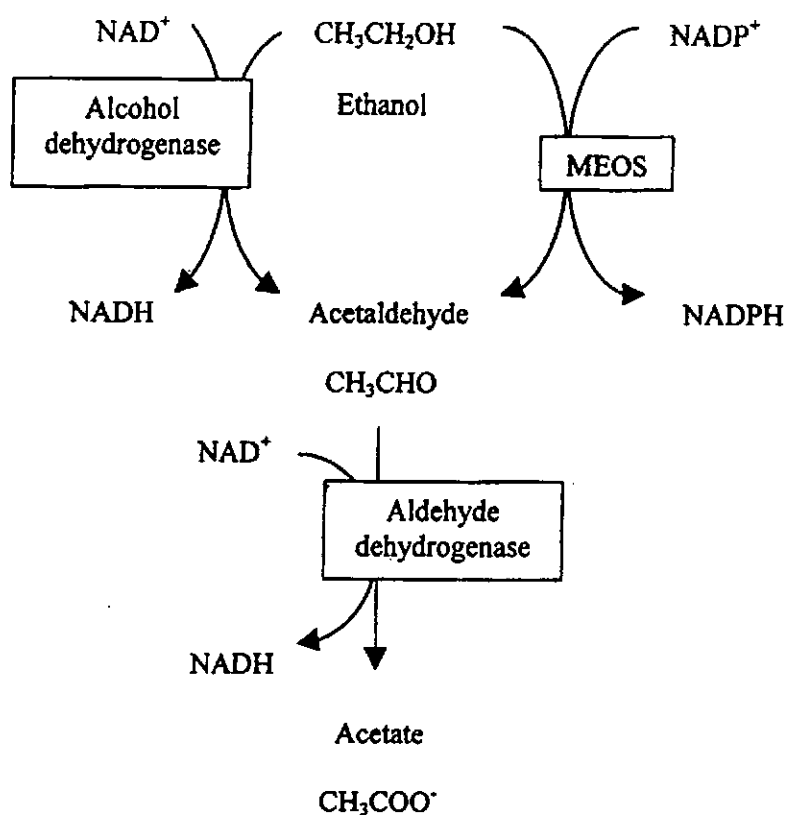 NAD⁺
CH₃CH₂OH
NADP⁺
Alcohol
dehydrogenase
Ethanol
MEOS
NADH
Acetaldehyde
NADPH
CH₃CHO
NAD⁺
Aldehyde
dehydrogenase
NADH
Acetate
CH₃COO⁻